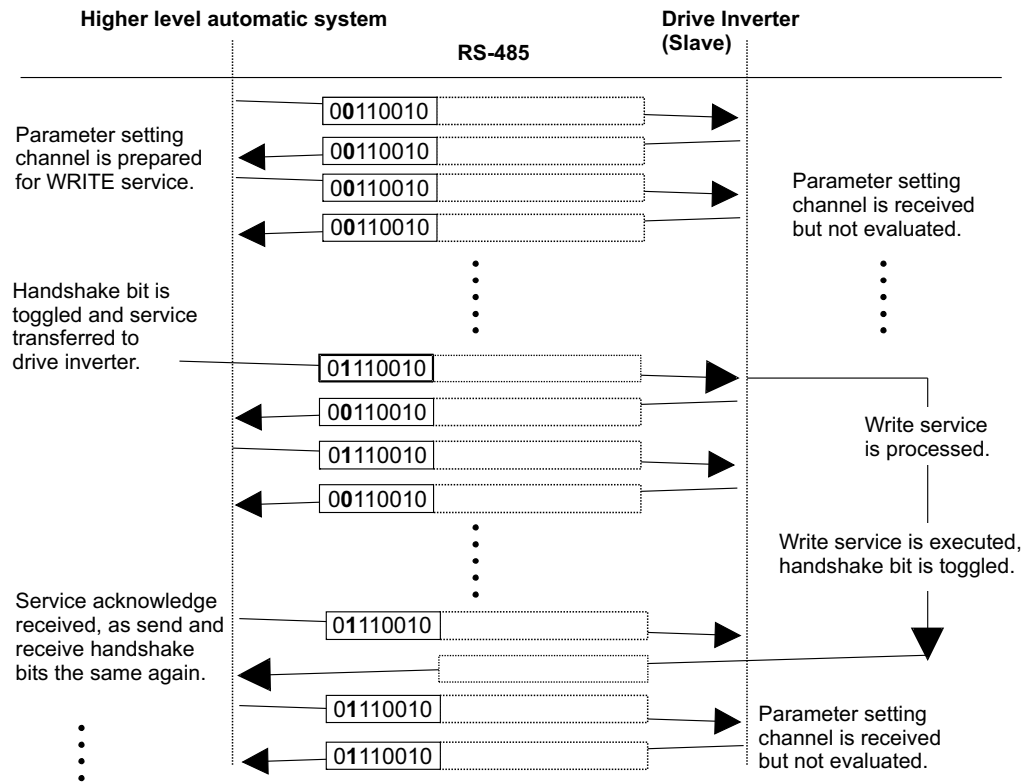 Higher level automatic system
Drive Inverter
(Slave)
RS-485
00110010
Parameter setting
channel is prepared
for WRITE service.
00110010
00110010
00110010
Parameter setting
channel is received
but not evaluated.
Handshake bit is
toggled and service
transferred to
drive inverter.
01110010
00110010
Write service
is processed.
01110010
00110010
Write service is executed,
handshake bit is toggled.
Service acknowledge
received, as send and
receive handshake
bits the same again.
01110010
01110010
Parameter setting
channel is received
but not evaluated.
01110010